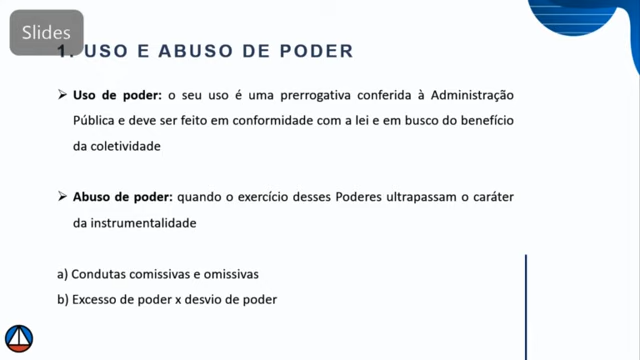 Slides
1. USO E ABUSO DE PODER
➢ Uso de poder: o seu uso é uma prerrogativa conferida à Administração
Pública e deve ser feito em conformidade com a lei e em busco do benefício
da coletividade
➢ Abuso de poder: quando o exercício desses Poderes ultrapassam o caráter
da instrumentalidade
a) Condutas comissivas e omissivas
b) Excesso de poder x desvio de poder